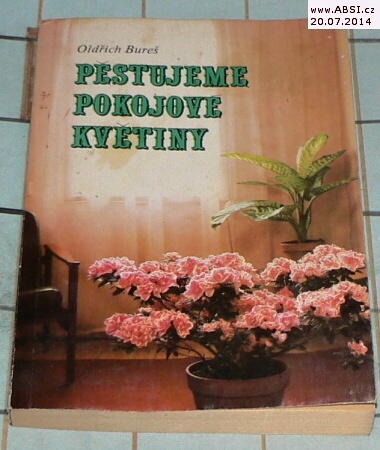 www.ABSI.cz
20.07.2014
Oldřich Bureš
PĚSTUJEME
POKOJOVÉ
KVĚTINY